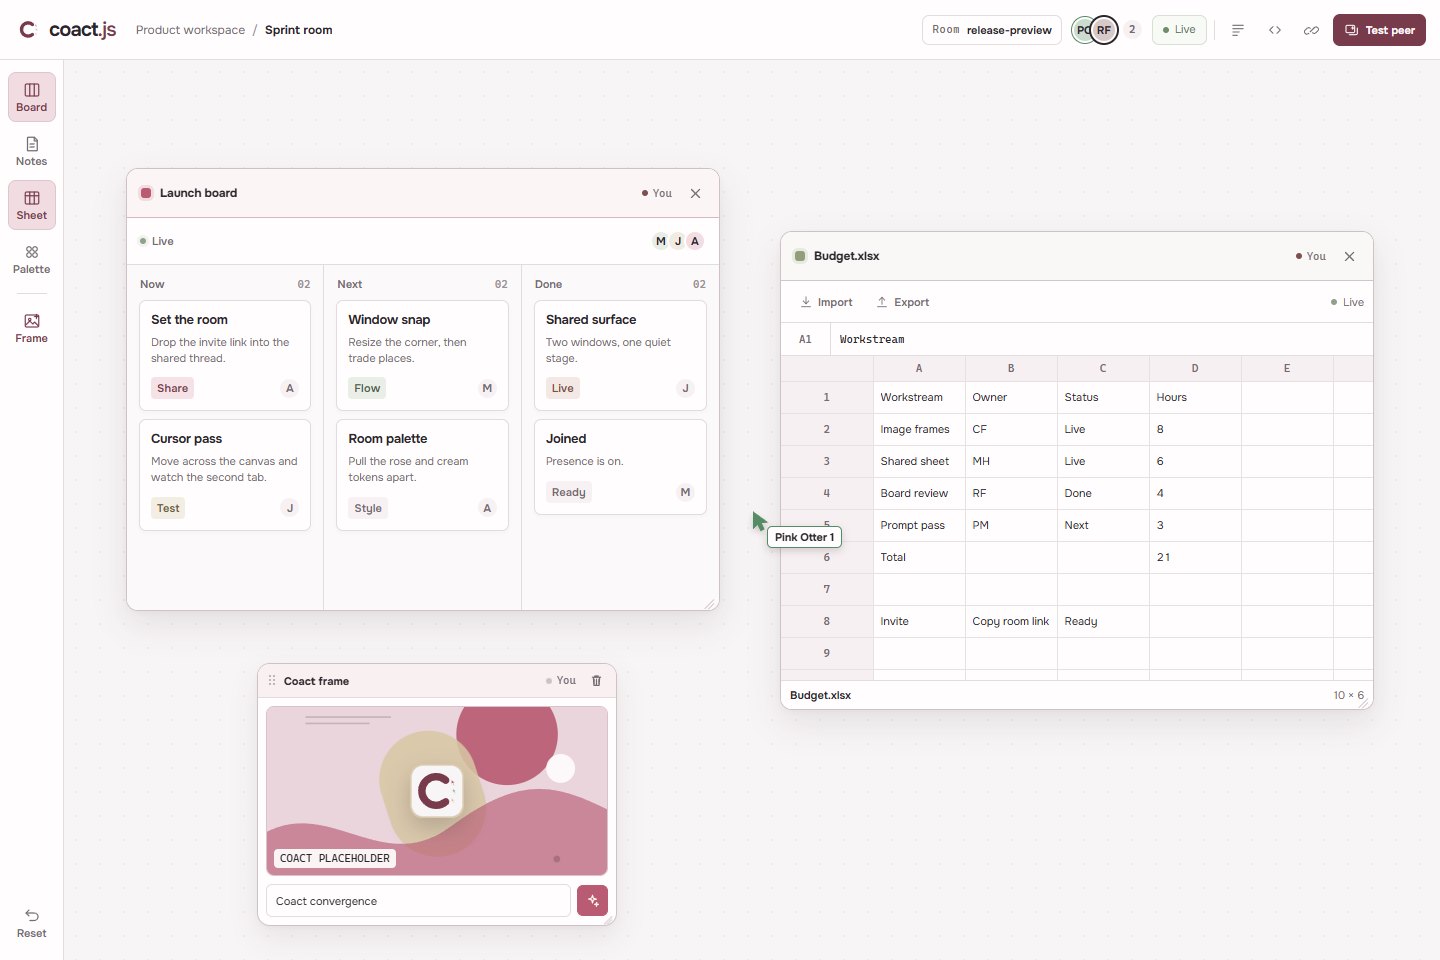 coact.js
Product workspace / Sprint room
Room release-preview
RF
2
Live
Test peer
Board
Notes
Sheet
Palette
Frame
Reset
Launch board
You
Live
M J A
Now 02
Set the room
Drop the invite link into the
shared thread.
Share A
Cursor pass
Move across the canvas and
watch the second tab.
Test J
Next 02
Window snap
Resize the corner, then
trade places.
Flow M
Room palette
Pull the rose and cream
tokens apart.
Style A
Done 02
Shared surface
Two windows, one quiet
stage.
Live J
Joined
Presence is on.
Ready M
Pink Otter 1
Budget.xlsx
You
Import Export Live
A1 Workstream
A B C D E
1 Workstream Owner Status Hours
2 Image frames CF Live 8
3 Shared sheet MH Live 6
4 Board review RF Done 4
Prompt pass PM Next 3
6 Total 21
7
8 Invite Copy room link Ready
9
Budget.xlsx 10 × 6
Coact frame
You
COACT PLACEHOLDER
Coact convergence